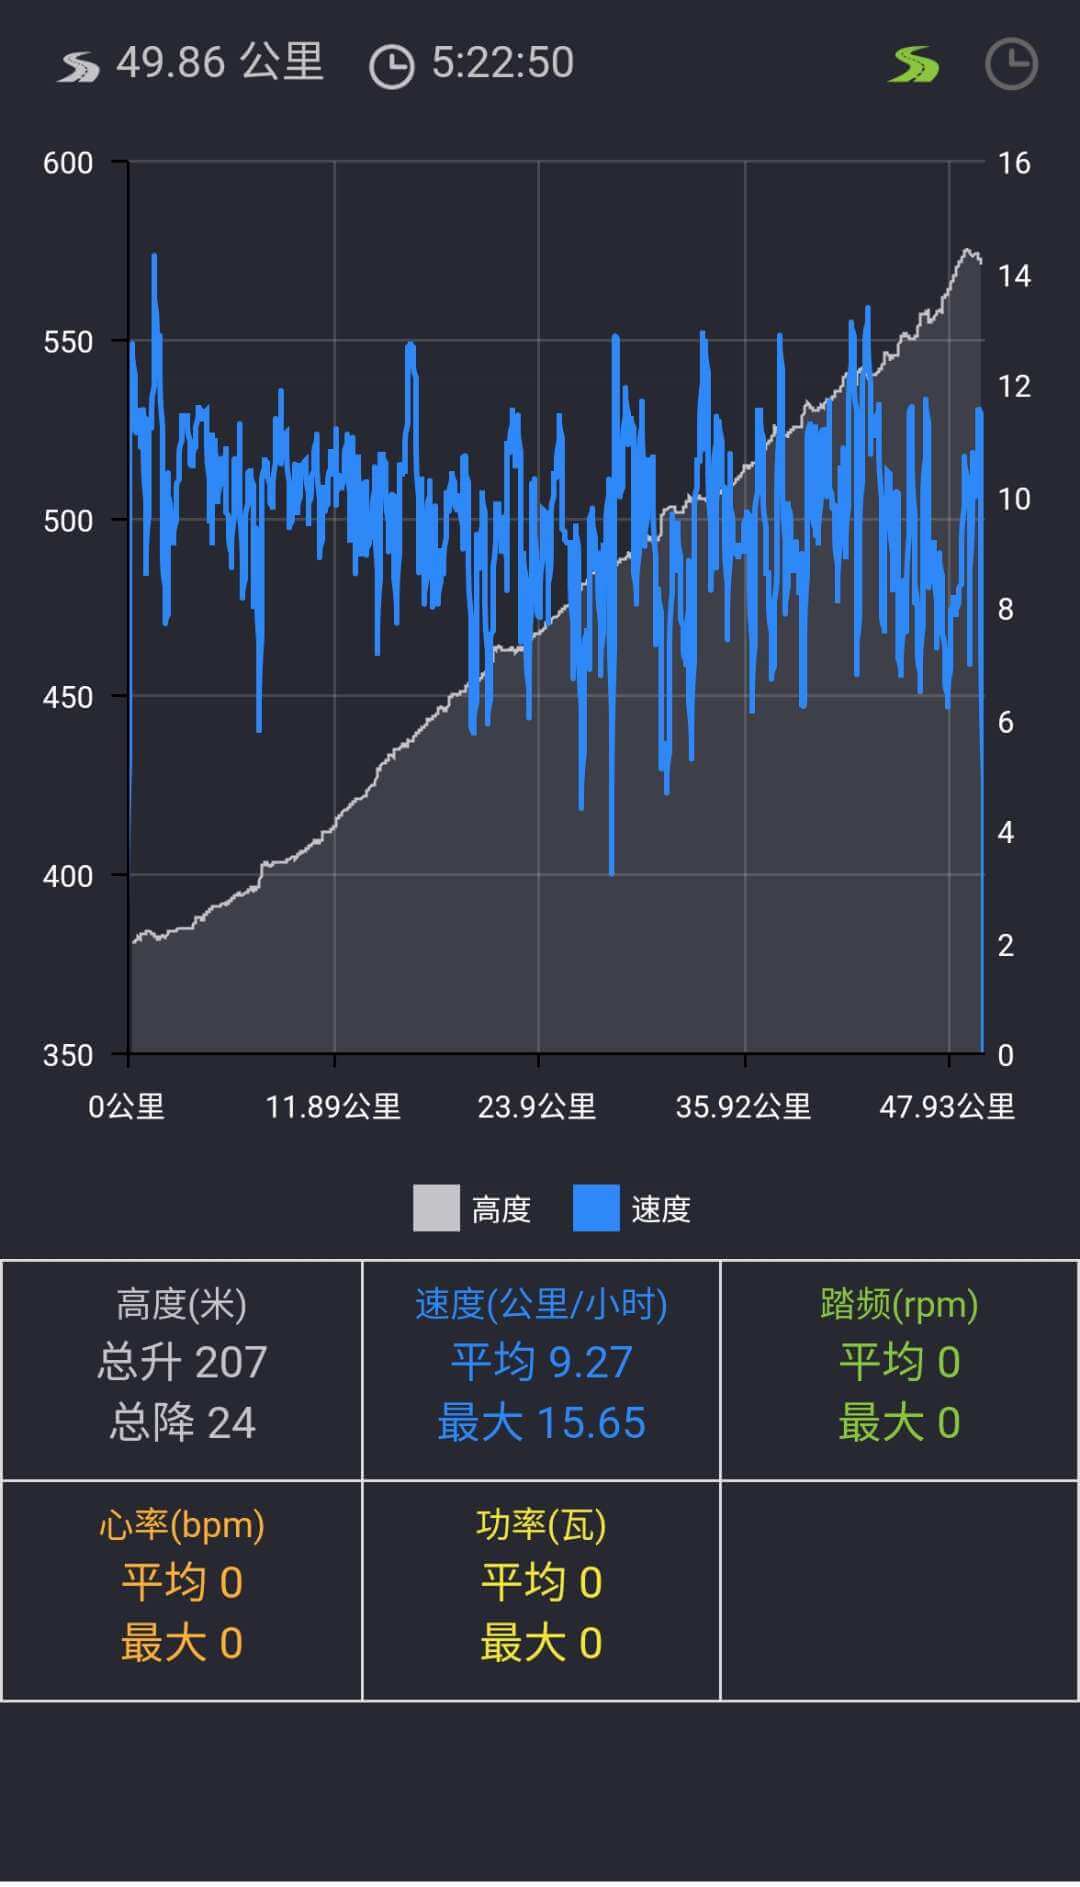 49.86 公里 5:22:50
600 16
14
550
12
500 10
8
450
6
4
400
2
350 0
0公里 11.89公里 23.9公里 35.92公里 47.93公里
高度 速度
高度(米) 速度(公里/小时) 踏频(rpm)
总升 207 平均 9.27 平均 0
总降 24 最大 15.65 最大 0
心率(bpm) 功率(瓦)
平均 0 平均 0
最大 0 最大 0